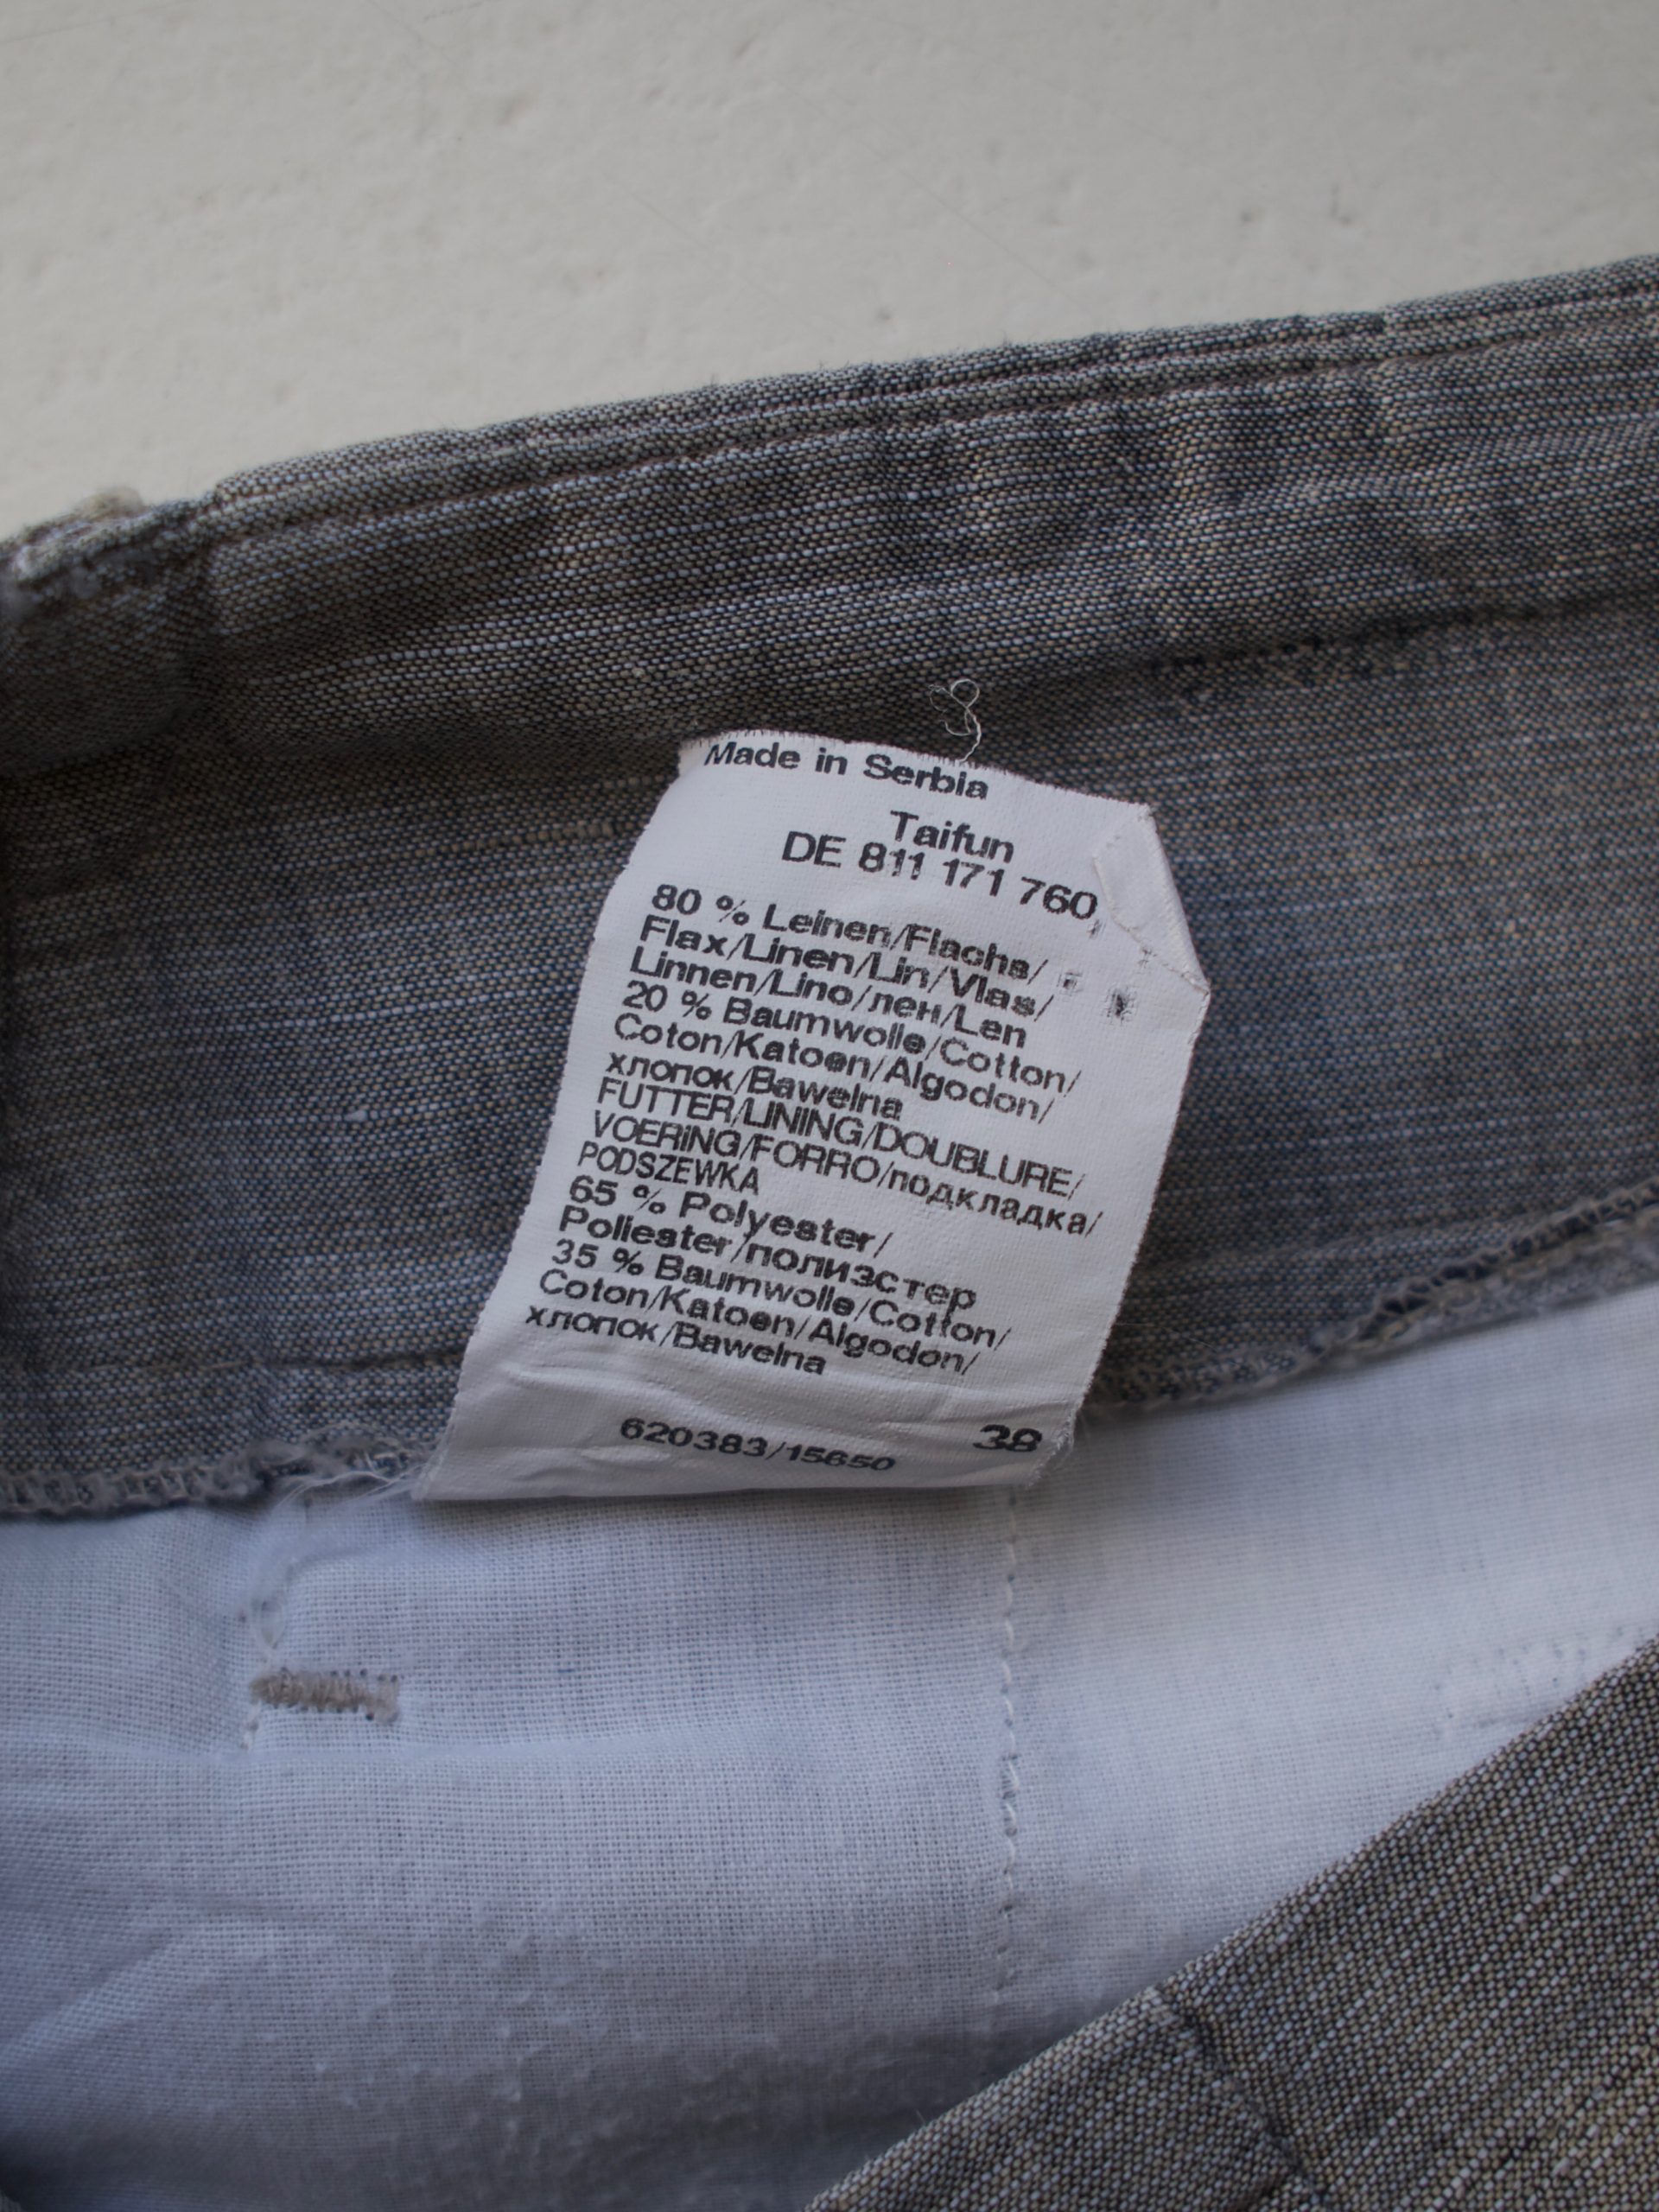 Made in Serbia
Taifun
DE 811 171 760
80 % Leinen/Flachs/
Flax/Linen/Lin/Vlas/
Linnen/Lino/лен/Len
20 % Baumwolle/Cotton/
Coton/Katoen/Algodon/
хлопок/Bawelna
FUTTER/LINING/DOUBLURE/
VOERING/FORRO/подкладка/
PODSZEWKA
65 % Polyester/
Poliester/полиэстер
35 % Baumwolle/Cotton/
Coton/Katoen/Algodon/
хлопок/Bawelna
38
620383/15650